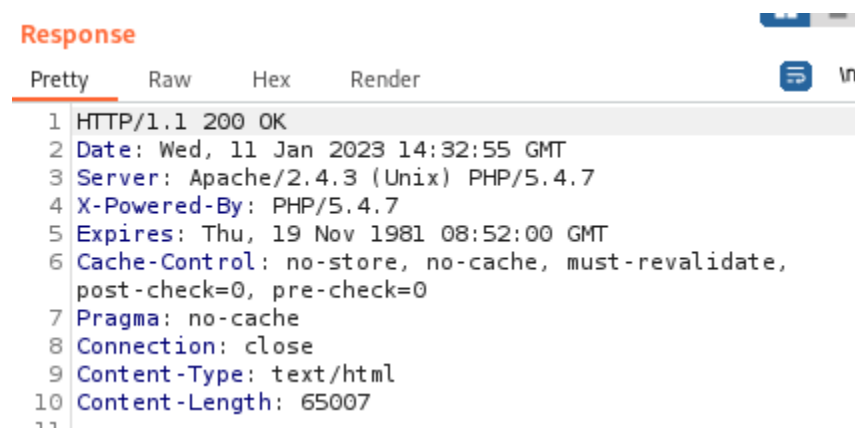 Response
Pretty Raw Hex Render \n
1 HTTP/1.1 200 OK
2 Date: Wed, 11 Jan 2023 14:32:55 GMT
3 Server: Apache/2.4.3 (Unix) PHP/5.4.7
4 X-Powered-By: PHP/5.4.7
5 Expires: Thu, 19 Nov 1981 08:52:00 GMT
6 Cache-Control: no-store, no-cache, must-revalidate,
post-check=0, pre-check=0
7 Pragma: no-cache
8 Connection: close
9 Content-Type: text/html
10 Content-Length: 65007
11